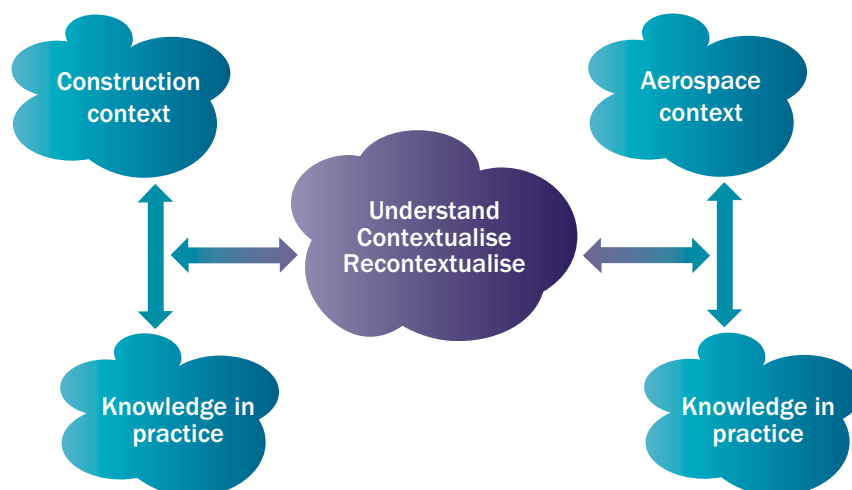 Construction
context
Aerospace
context
Understand
Contextualise
Recontextualise
Knowledge in
practice
Knowledge in
practice